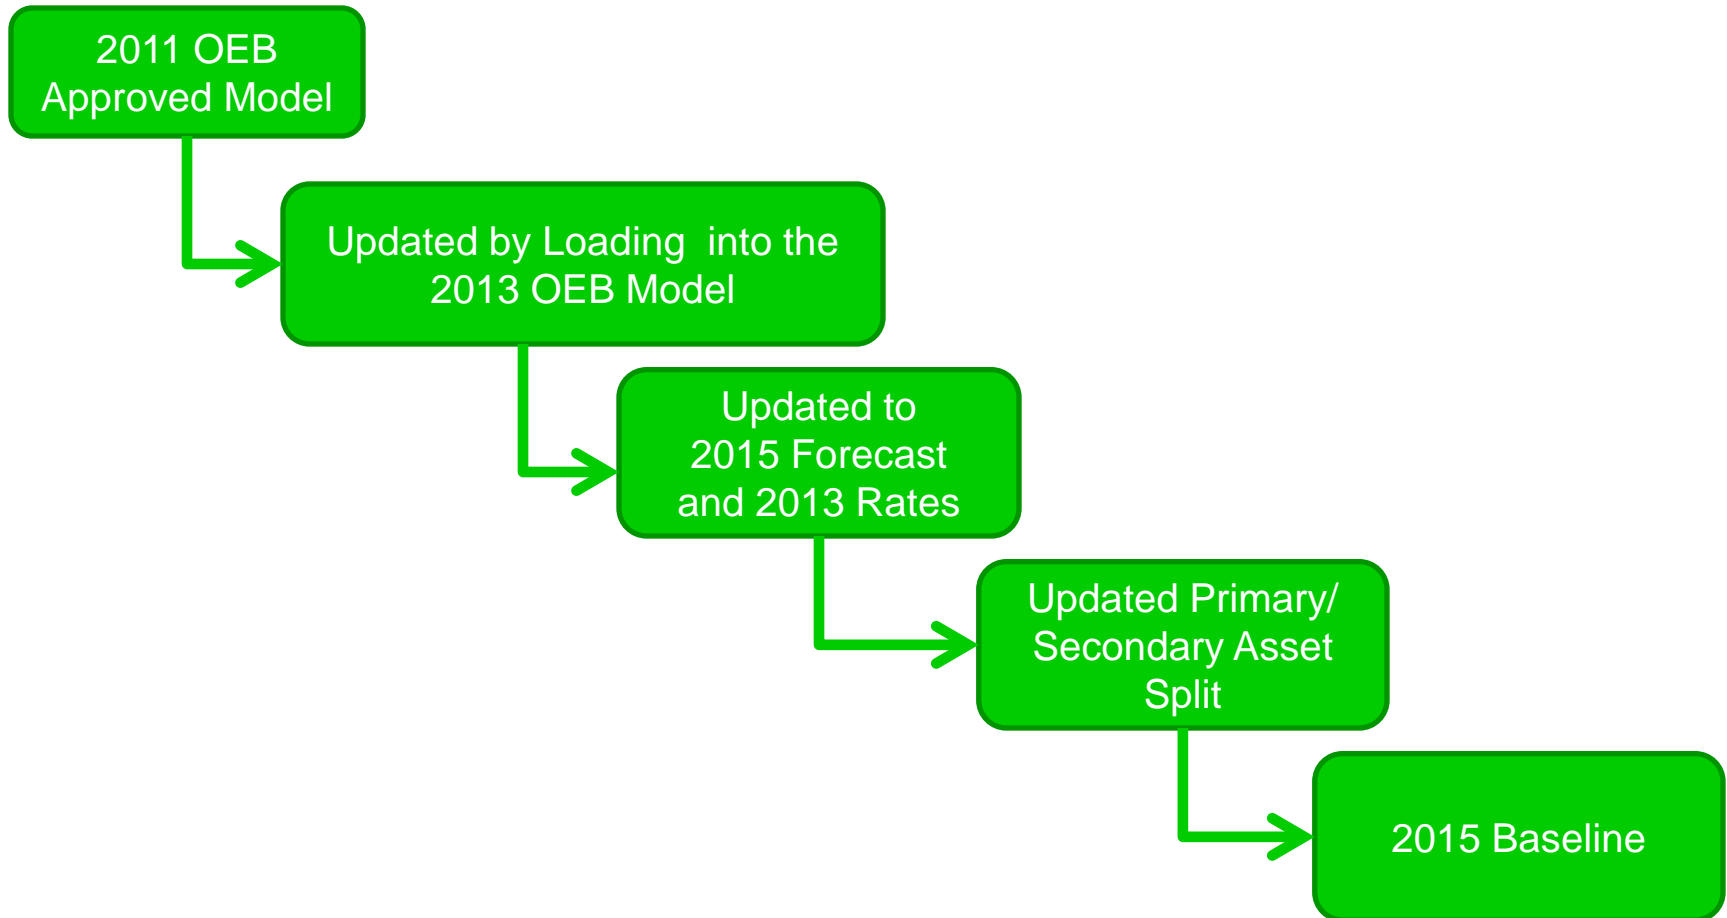 2011 OEB
Approved Model
Updated by Loading  into the
2013 OEB Model
Updated to
2015 Forecast
and 2013 Rates
Updated Primary/
Secondary Asset
Split
2015 Baseline